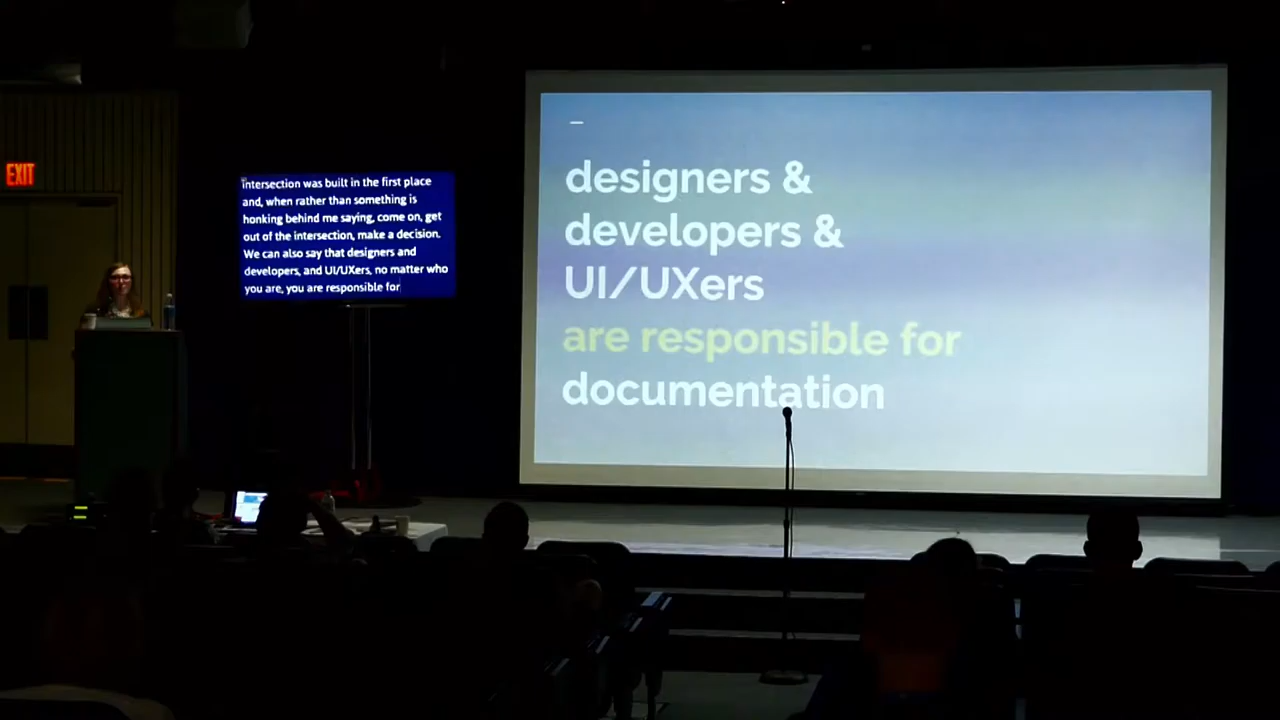 EXIT
intersection was built in the first place
and, when rather than something is
honking behind me saying, come on, get
out of the intersection, make a decision.
We can also say that designers and
developers, and UI/UXers, no matter who
you are, you are responsible for
–
designers &
developers &
UI/UXers
are responsible for
documentation